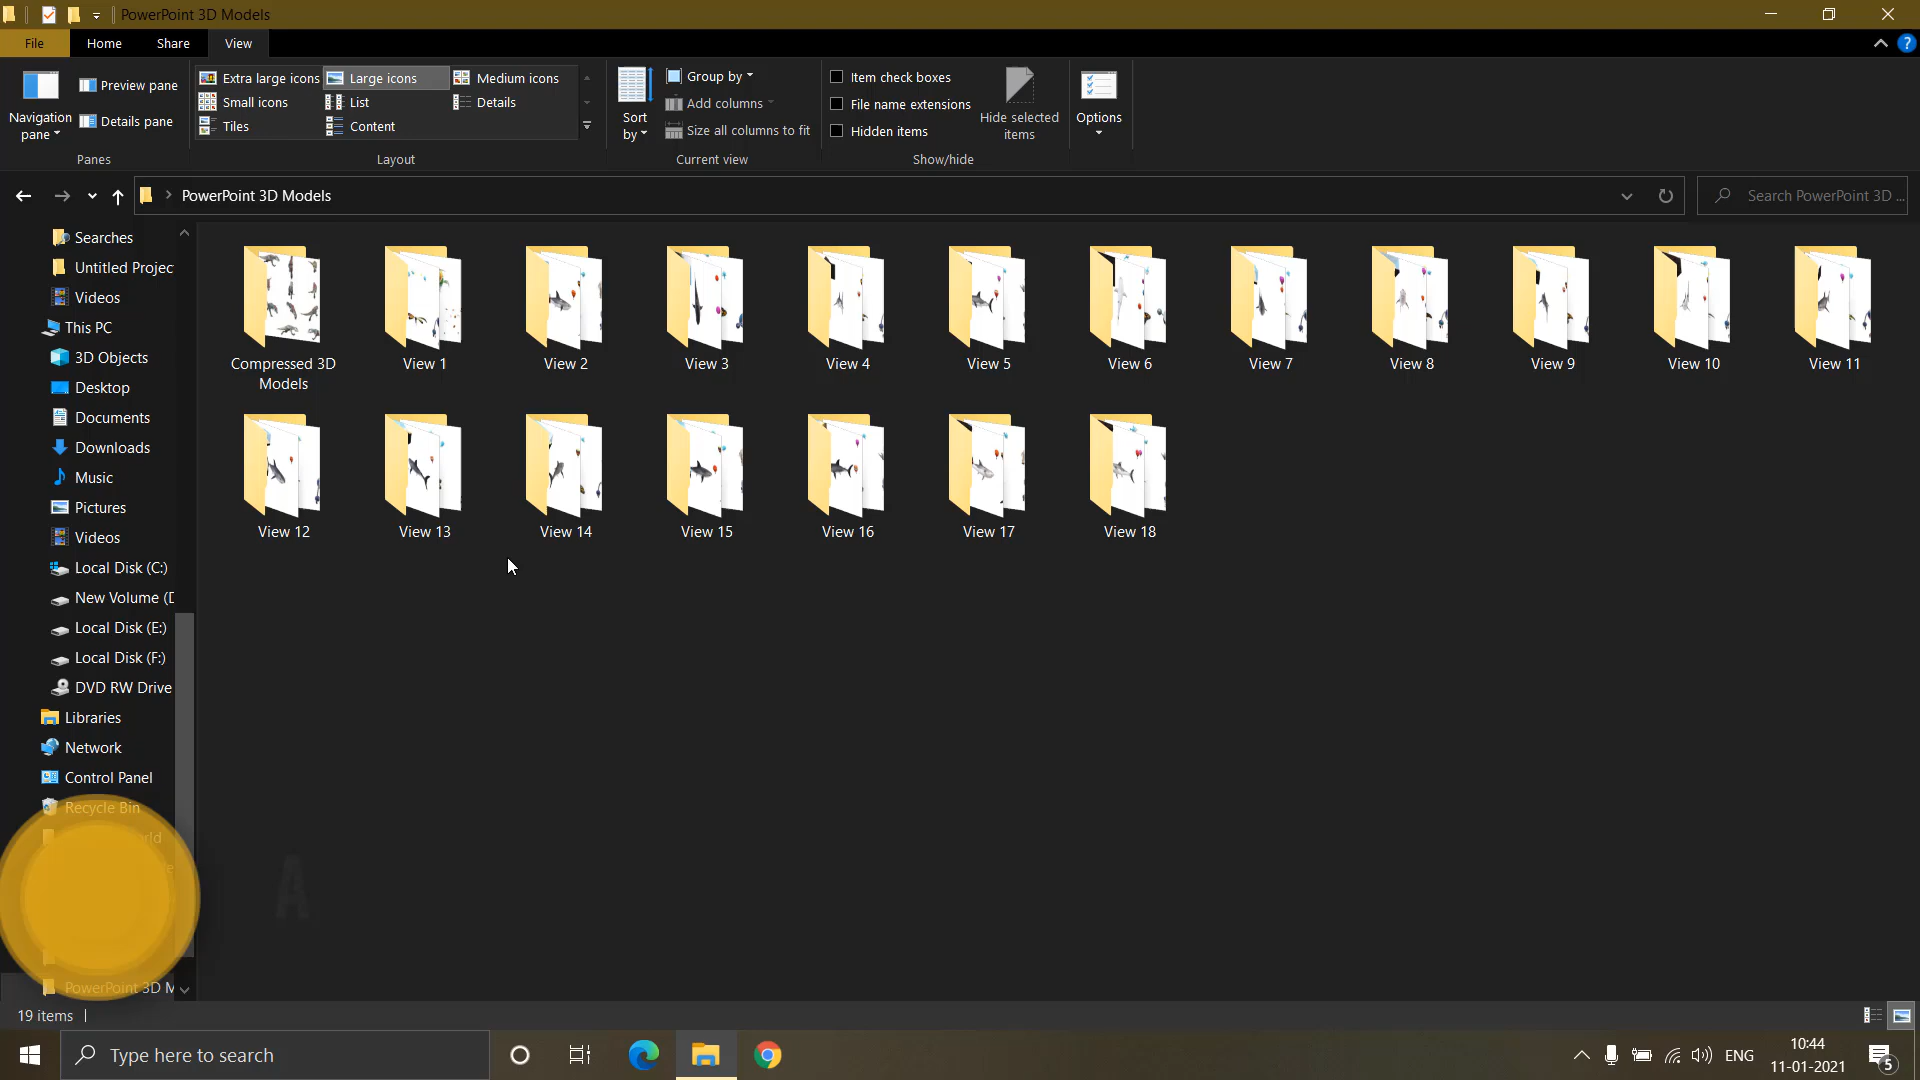 PowerPoint 3D Models
File Home Share View
Navigation pane
Preview pane
Details pane
Panes
Extra large icons Large icons Medium icons
Small icons List Details
Tiles Content
Layout
Sort by
Group by
Add columns
Size all columns to fit
Current view
Item check boxes
File name extensions
Hidden items
Hide selected items
Show/hide
Options
PowerPoint 3D Models
Search PowerPoint 3D ...
Searches
Untitled Projec
Videos
This PC
3D Objects
Desktop
Documents
Downloads
Music
Pictures
Videos
Local Disk (C:)
New Volume (D
Local Disk (E:)
Local Disk (F:)
DVD RW Drive
Libraries
Network
Control Panel
Recycle Bin
PowerPoint 3D M
Compressed 3D Models
View 1
View 2
View 3
View 4
View 5
View 6
View 7
View 8
View 9
View 10
View 11
View 12
View 13
View 14
View 15
View 16
View 17
View 18
A
19 items
Type here to search
ENG
10:44
11-01-2021
5